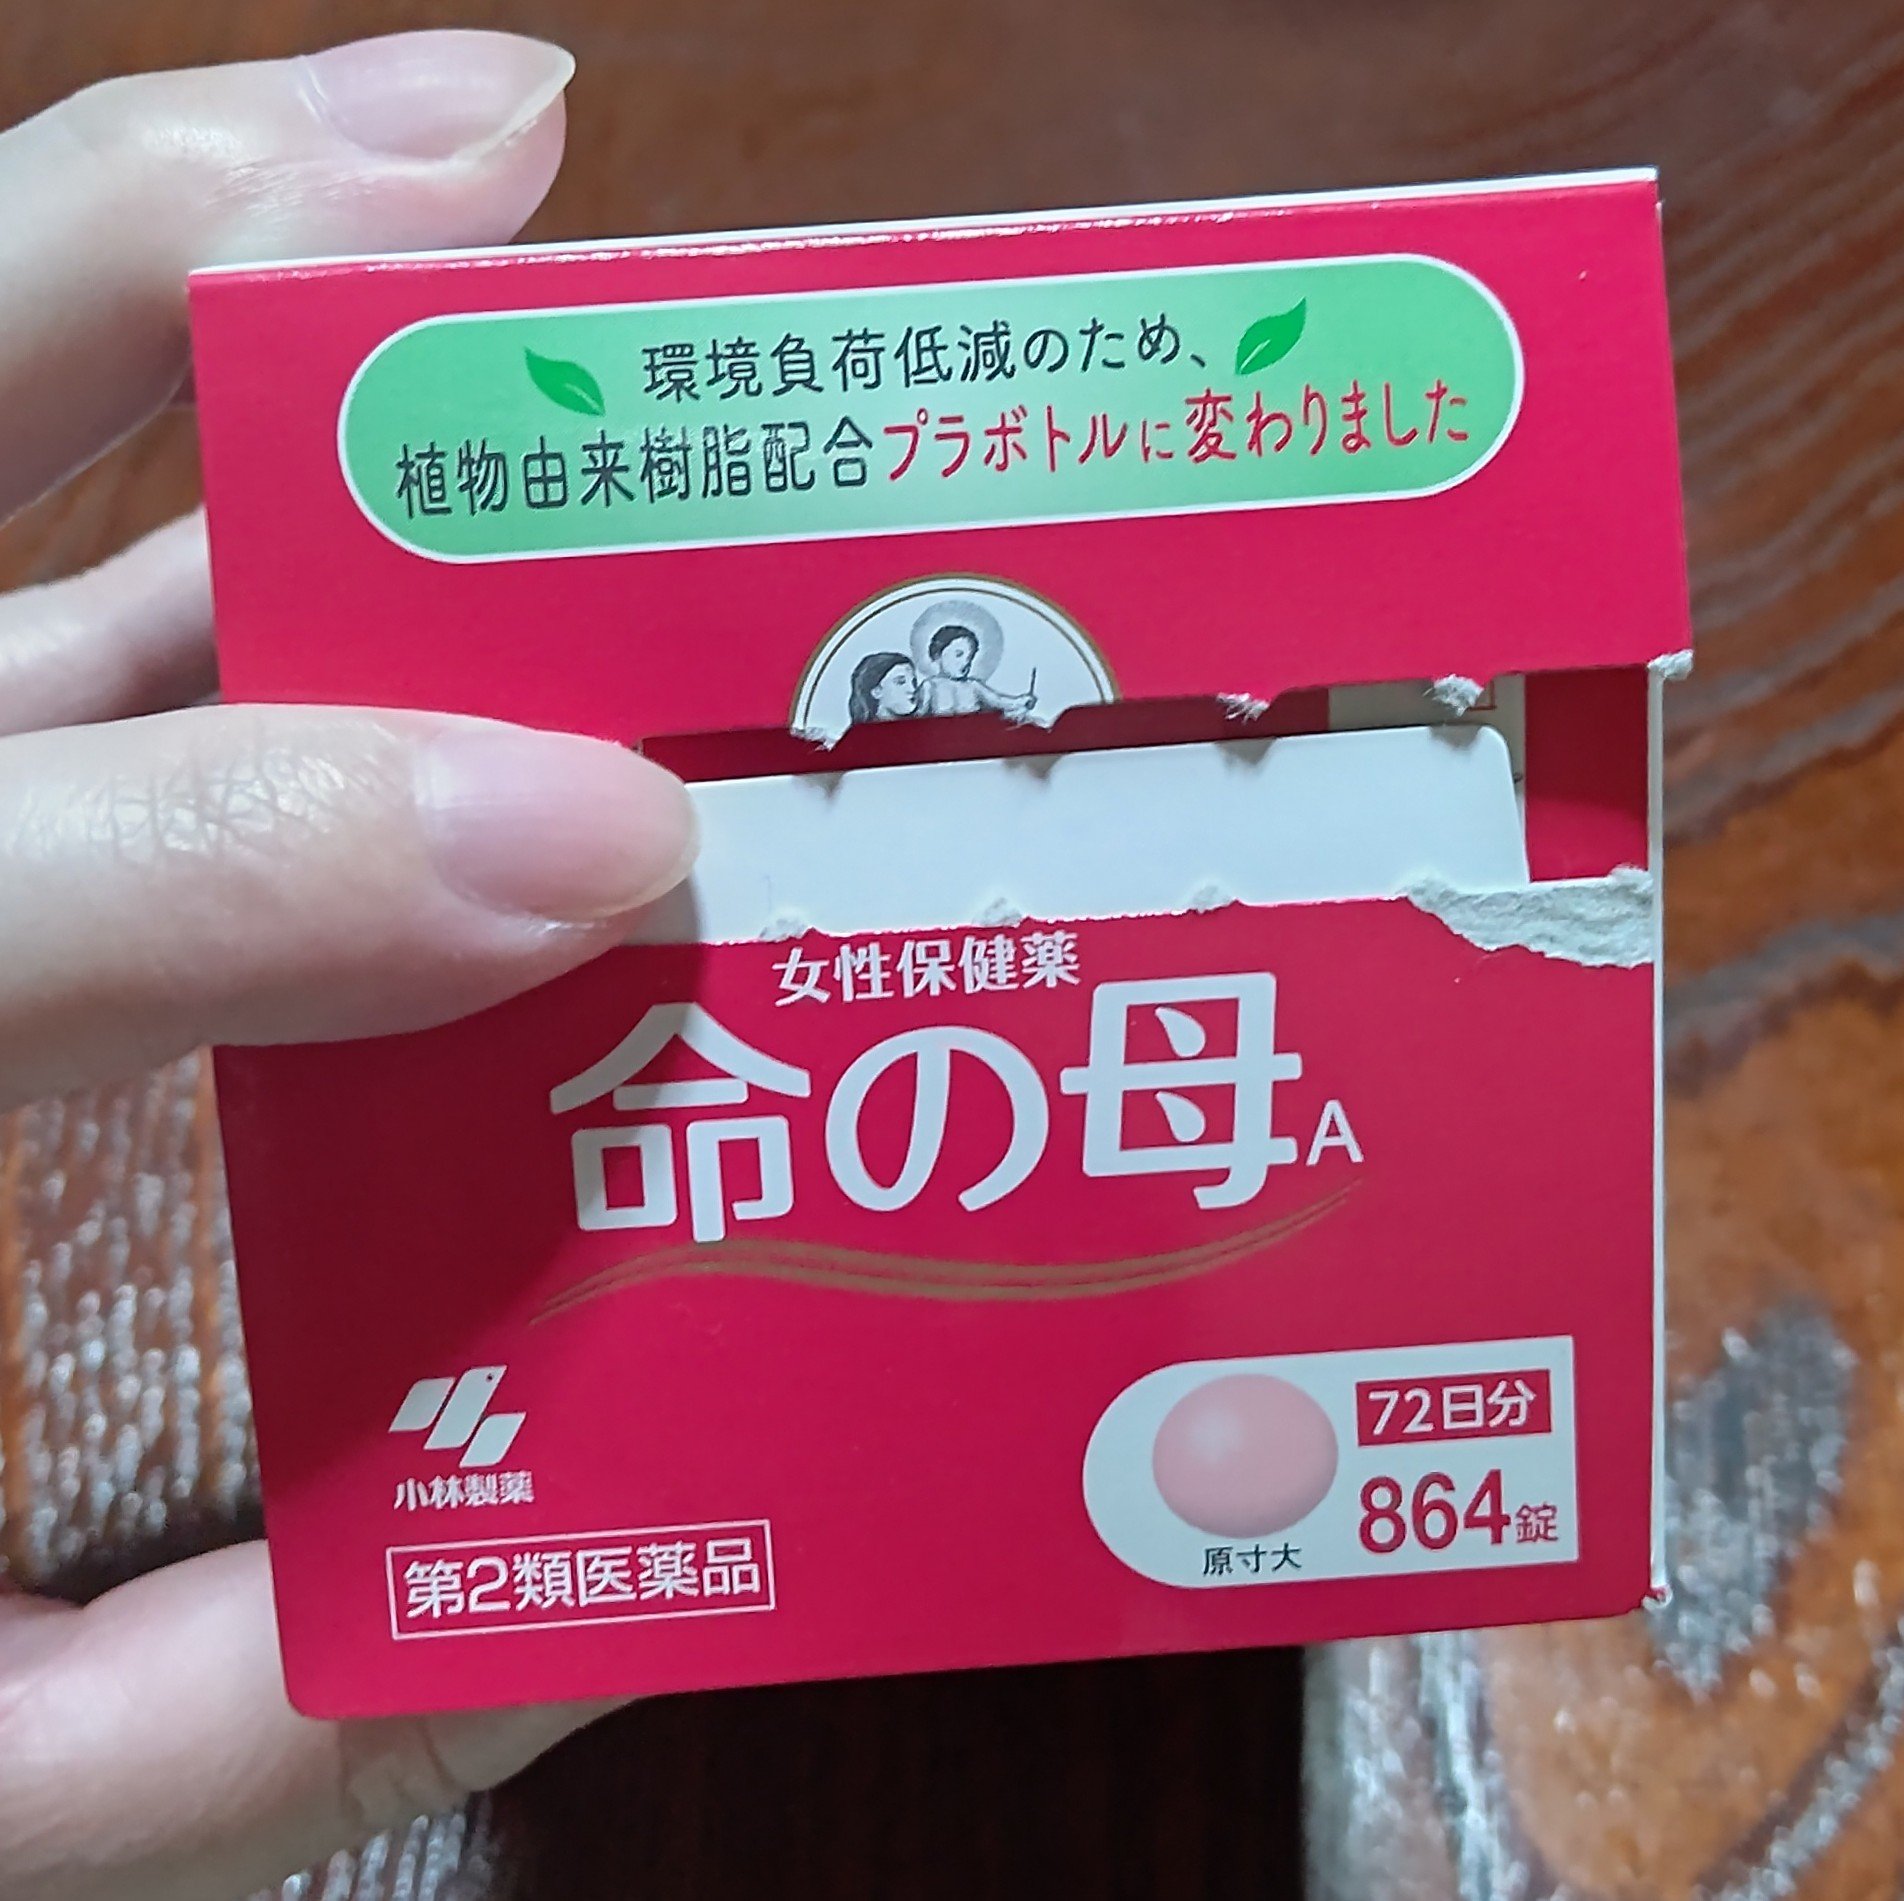 環境負荷低減のため、
植物由来樹脂配合プラボトルに変わりました
女性保健薬
命の母A
小林製薬
第2類医薬品
72日分
864錠
原寸大